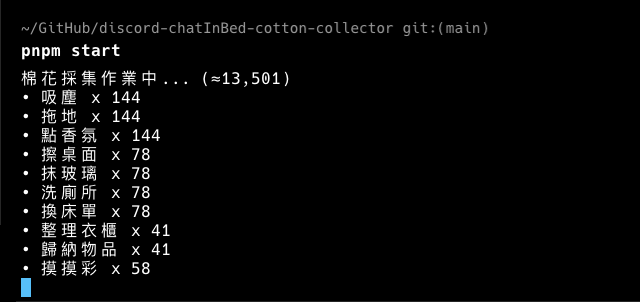 ~/GitHub/discord-chatInBed-cotton-collector git:(main)
pnpm start
棉花採集作業中... (≈13,501)
• 吸塵 x 144
• 拖地 x 144
• 點香氛 x 144
• 擦桌面 x 78
• 抹玻璃 x 78
• 洗廁所 x 78
• 換床單 x 78
• 整理衣櫃 x 41
• 歸納物品 x 41
• 摸摸彩 x 58